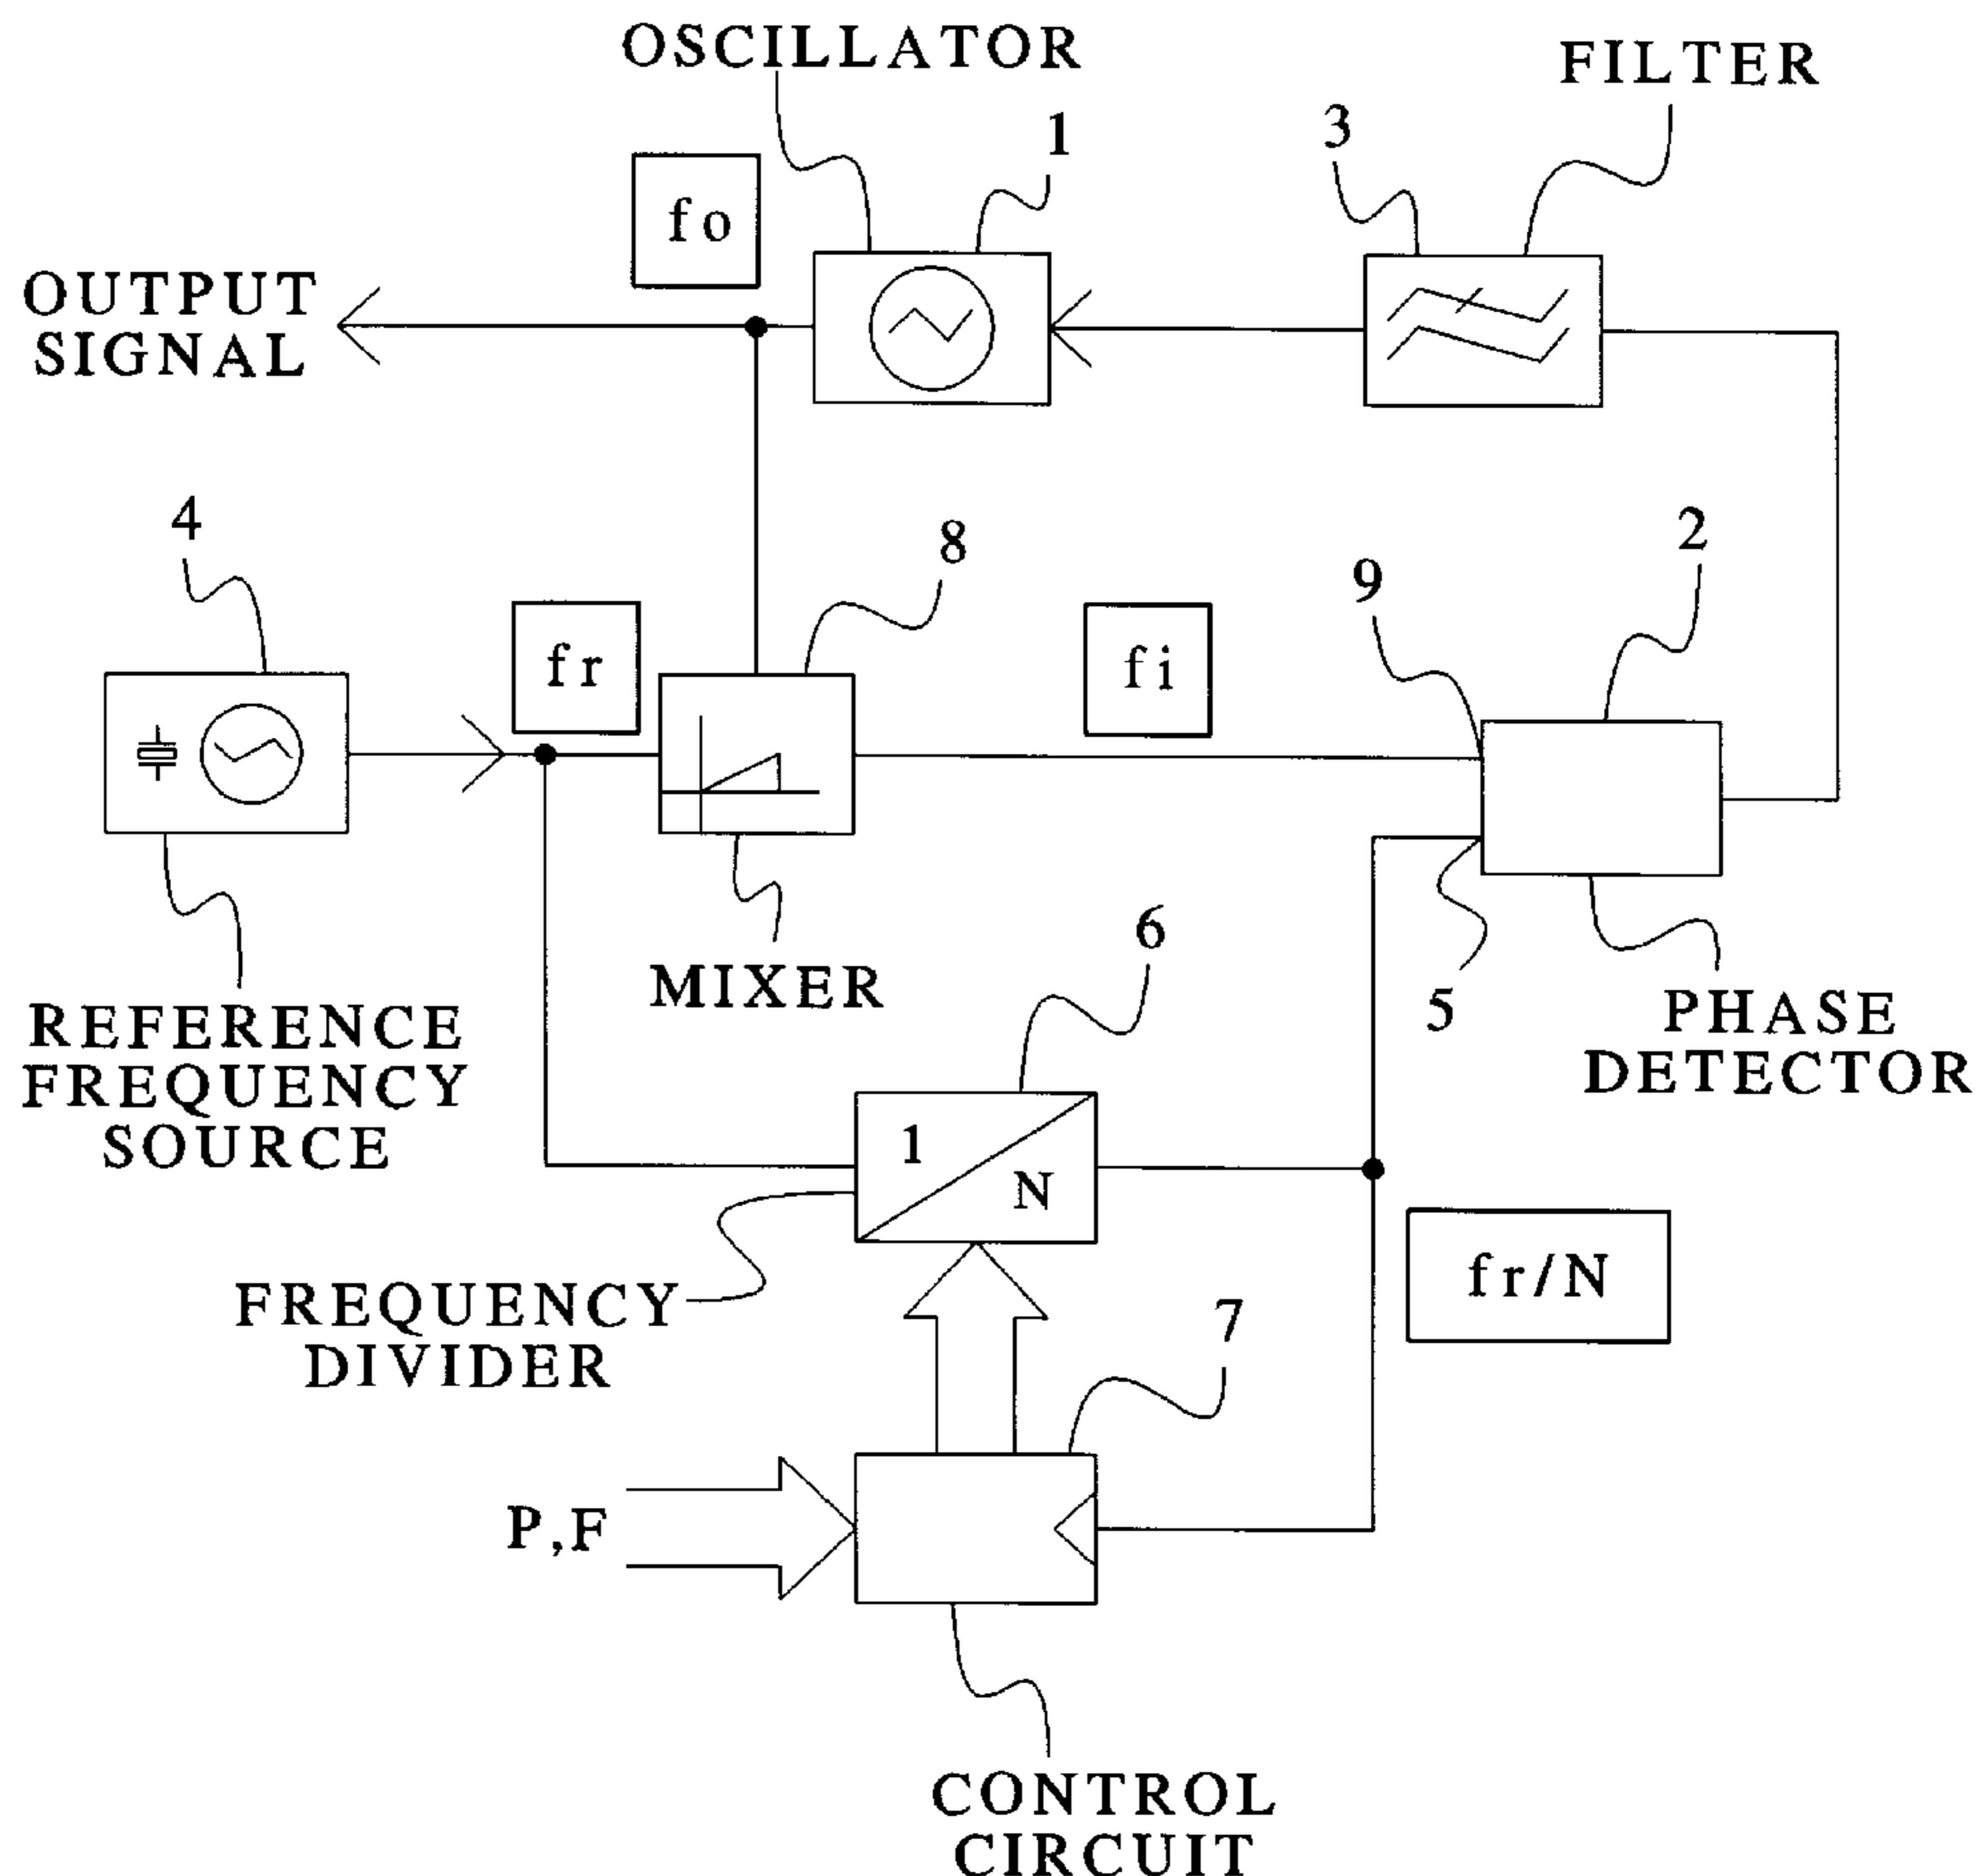 OSCILLATOR
FILTER
1
3
fo
OUTPUT
SIGNAL
4
8
2
9
fr
fi
6
MIXER
5
PHASE
DETECTOR
REFERENCE
FREQUENCY
SOURCE
1
N
fr/N
FREQUENCY
DIVIDER
7
P,F
CONTROL
CIRCUIT